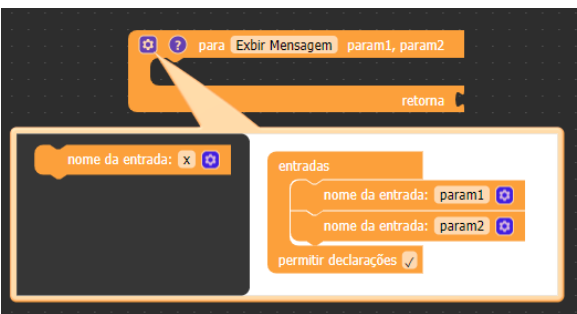 ? para Exbir Mensagem param1, param2
retorna
nome da entrada: x
entradas
nome da entrada: param1
nome da entrada: param2
permitir declarações ✓